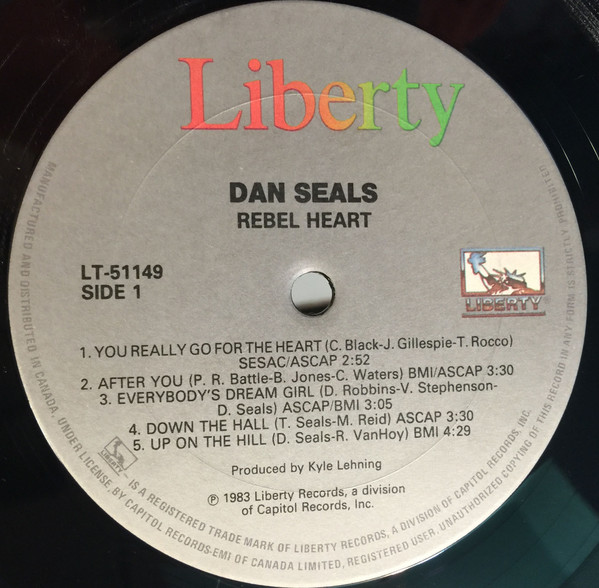 Liberty
DAN SEALS
REBEL HEART
LT-51149
SIDE 1
LIBERTY
1. YOU REALLY GO FOR THE HEART (C. Black-J. Gillespie-T. Rocco)
SESAC/ASCAP 2:52
2. AFTER YOU (P. R. Battle-B. Jones-C. Waters) BMI/ASCAP 3:30
3. EVERYBODY'S DREAM GIRL (D. Robbins-V. Stephenson-
D. Seals) ASCAP/BMI 3:05
4. DOWN THE HALL (T. Seals-M. Reid) ASCAP 3:30
5. UP ON THE HILL (D. Seals-R. VanHoy) BMI 4:29
Produced by Kyle Lehning
℗ 1983 Liberty Records, a division
of Capitol Records, Inc.
LIBERTY
- IS A REGISTERED TRADE MARK OF LIBERTY RECORDS, A DIVISION OF CAPITOL RECORDS, INC.
MANUFACTURED AND DISTRIBUTED IN CANADA, UNDER LICENSE, BY CAPITOL RECORDS-EMI OF CANADA LIMITED, REGISTERED USER. UNAUTHORIZED COPYING OF THIS RECORD IN ANY FORM IS STRICTLY PROHIBITED